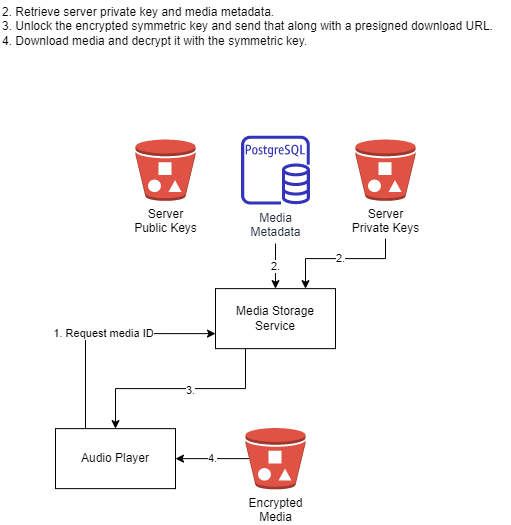 2. Retrieve server private key and media metadata.
3. Unlock the encrypted symmetric key and send that along with a presigned download URL.
4. Download media and decrypt it with the symmetric key.
PostgreSQL
Server
Public Keys
Media
Metadata
Server
Private Keys
2.
2.
Media Storage
Service
1. Request media ID
3.
Audio Player
4.
Encrypted
Media